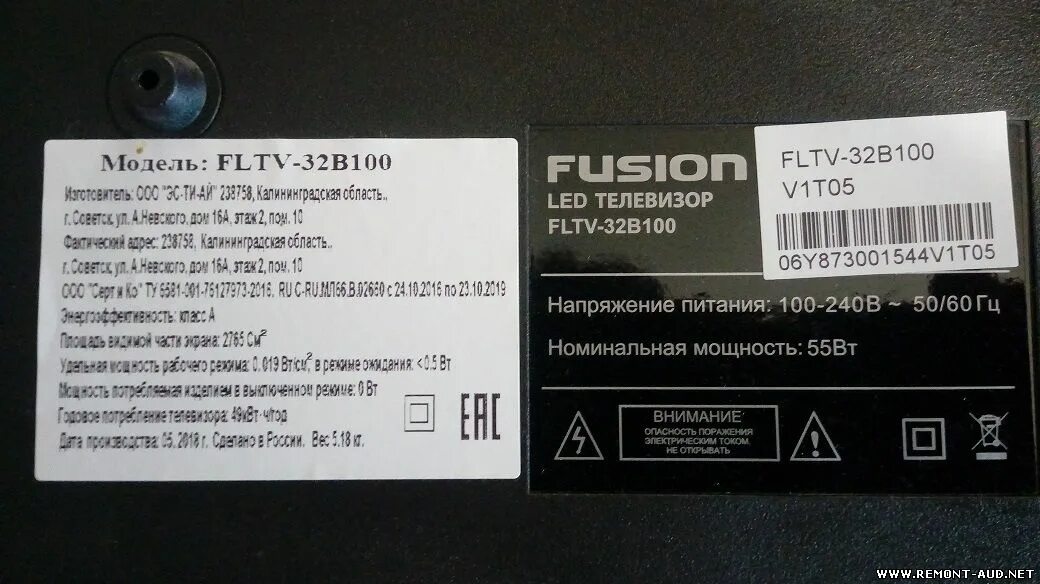 Модель: FLTV-32B100
Изготовитель: ООО "ЭС-ТИ-АЙ" 238758, Калининградская область.,
г. Советск, ул. А.Невского, дом 16А, этаж 2, пом. 10
Фактический адрес: 238758, Калининградская область.,
г. Советск, ул. А.Невского, дом 16А, этаж 2, пом. 10
ООО "Серт и Ко" ТУ 6581-001-76127973-2016, RU C-RU.МЛ66.В.02660 с 24.10.2016 по 23.10.2019
Энергоэффективность: класс А
Площадь видимой части экрана: 2765 См²
Удельная мощность рабочего режима: 0.019 Вт/см², в режиме ожидания: <0.5 Вт
Мощность потребляемая изделием в выключенном режиме: 0 Вт
Годовое потребление телевизора: 49кВт·ч/год
Дата производства: 05. 2018 г. Сделано в России. Вес 5.18 кг.
EAC
FUSION
LED ТЕЛЕВИЗОР
FLTV-32B100
FLTV-32B100
V1T05
06Y873001544V1T05
Напряжение питания: 100-240В ~ 50/60Гц
Номинальная мощность: 55Вт
ВНИМАНИЕ
ОПАСНОСТЬ ПОРАЖЕНИЯ
ЭЛЕКТРИЧЕСКИМ ТОКОМ.
НЕ ОТКРЫВАТЬ
WWW.REMONT-AUD.NET